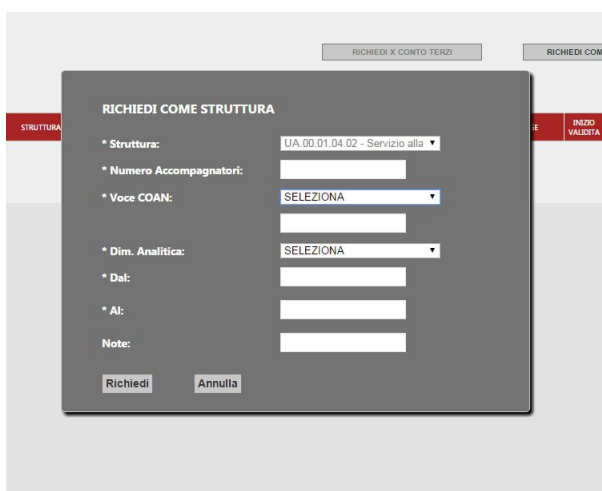 RICHIEDI X CONTO TERZI
RICHIEDI COM
RICHIEDI COME STRUTTURA
STRUTTURA
INIZIO
VALIDITA
* Struttura:
UA.00.01.04.02 - Servizio alla
* Numero Accompagnatori:
* Voce COAN:
SELEZIONA
* Dim. Analitica:
SELEZIONA
* Dal:
* Al:
Note:
Richiedi
Annulla